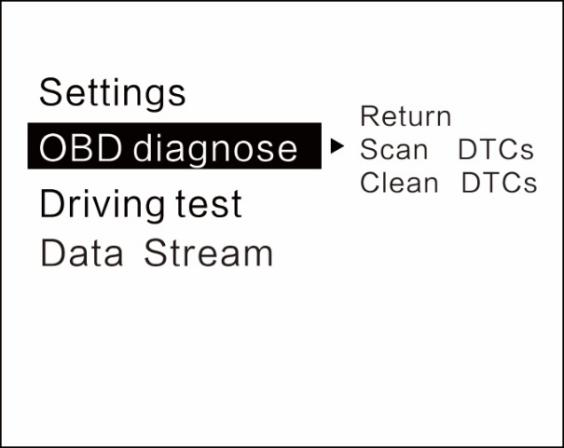 Settings
OBD diagnose
Driving test
Data Stream
Return
Scan DTCs
Clean DTCs